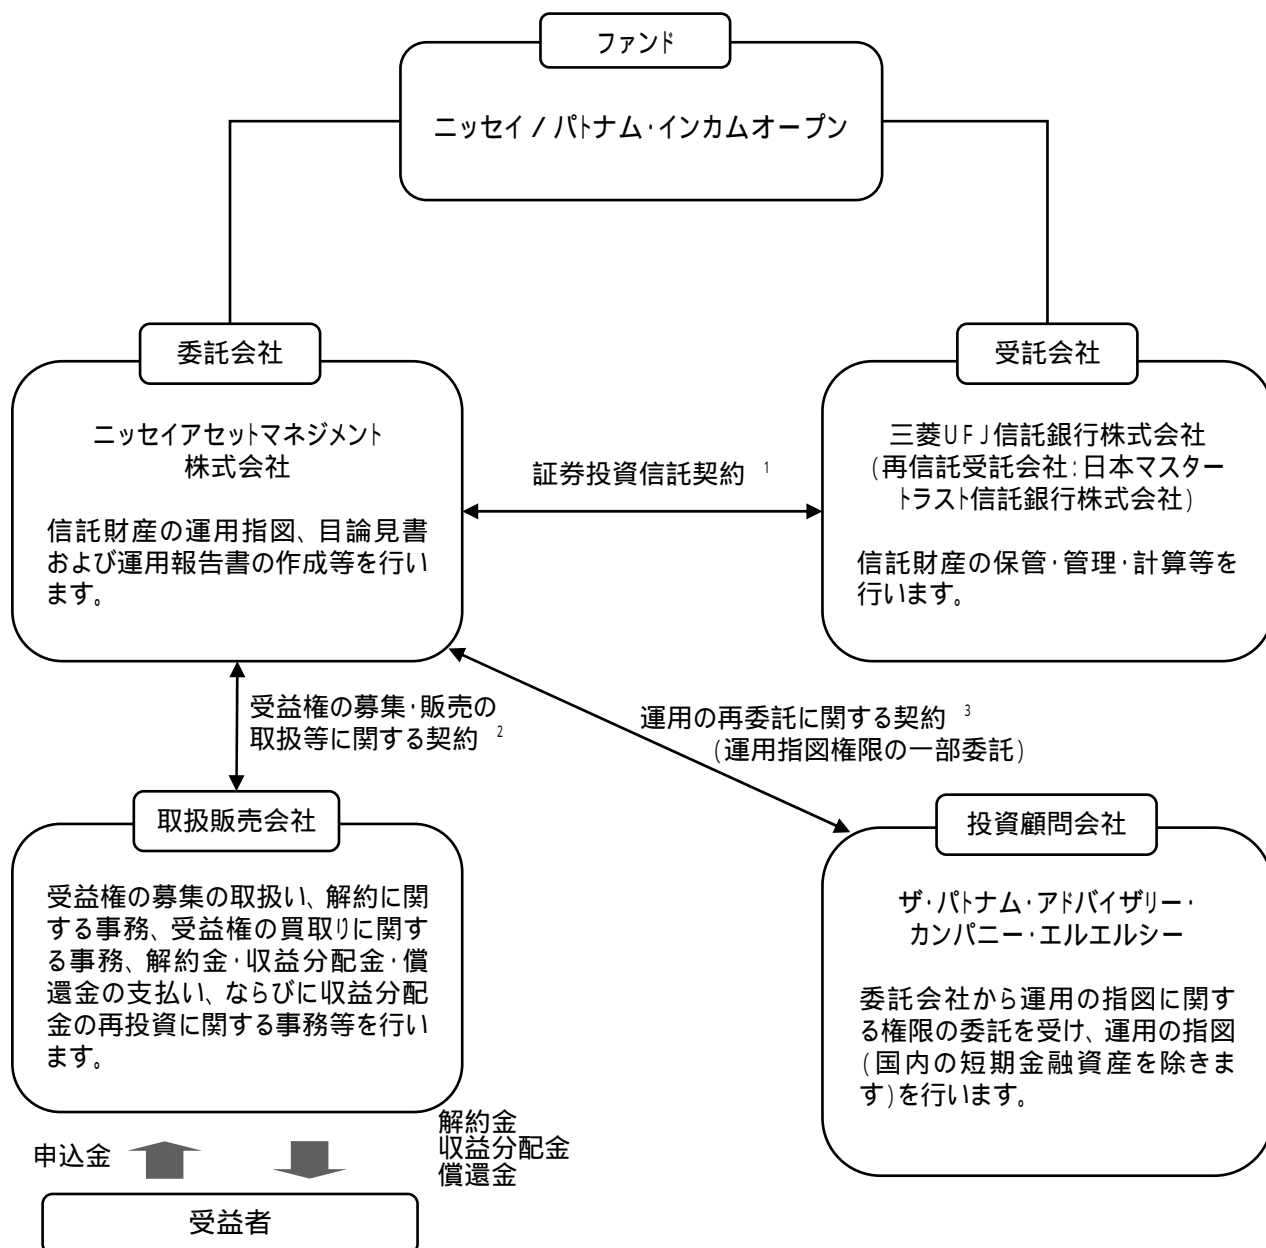 ファンド
ニッセイ/パトナム・インカムオープン
委託会社
ニッセイアセットマネジメント
株式会社
信託財産の運用指図、目論見書
および運用報告書の作成等を行い
ます。
証券投資信託契約 1
受託会社
三菱UFJ信託銀行株式会社
(再信託受託会社:日本マスター
トラスト信託銀行株式会社)
信託財産の保管・管理・計算等を
行います。
受益権の募集・販売の
取扱等に関する契約 2
運用の再委託に関する契約 3
(運用指図権限の一部委託)
取扱販売会社
受益権の募集の取扱い、解約に関
する事務、受益権の買取りに関す
る事務、解約金・収益分配金・償
還金の支払い、ならびに収益分配
金の再投資に関する事務等を行い
ます。
投資顧問会社
ザ・パトナム・アドバイザリー・
カンパニー・エルエルシー
委託会社から運用の指図に関す
る権限の委託を受け、運用の指図
(国内の短期金融資産を除きま
す)を行います。
申込金
解約金
収益分配金
償還金
受益者